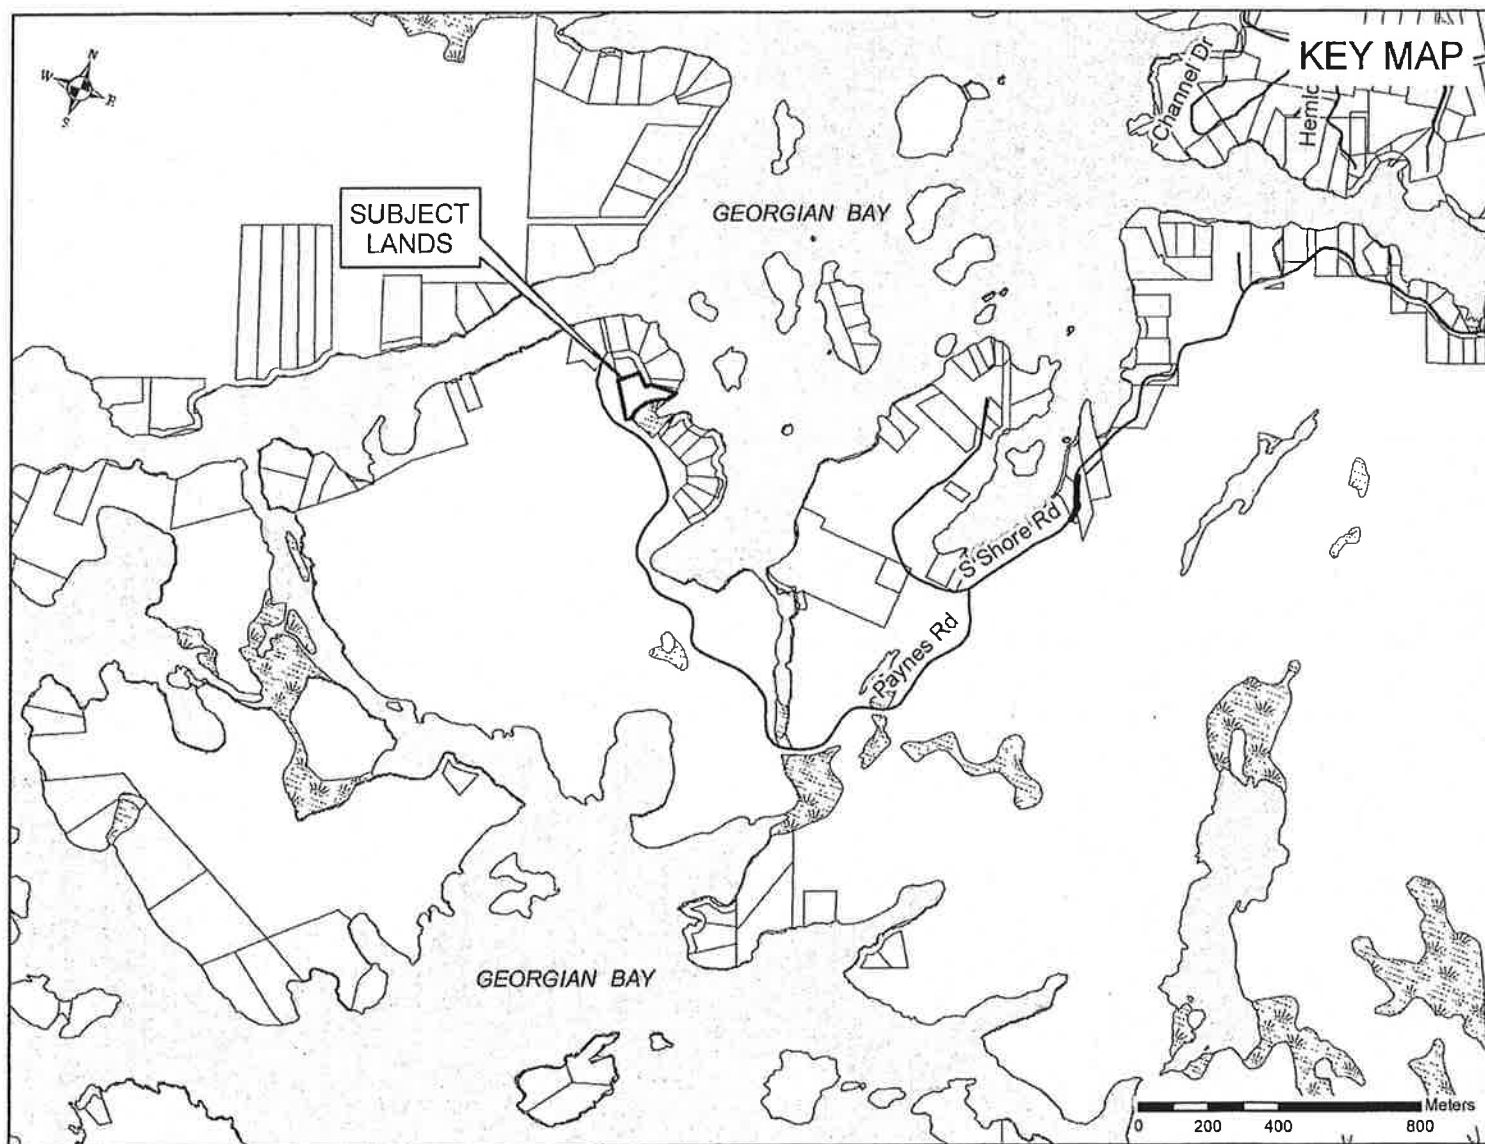 KEY MAP
N
W
E
S
Channel Dr
Hemlo
SUBJECT
LANDS
GEORGIAN BAY
S Shore Rd
Paynes Rd
GEORGIAN BAY
Meters
0 200 400 800